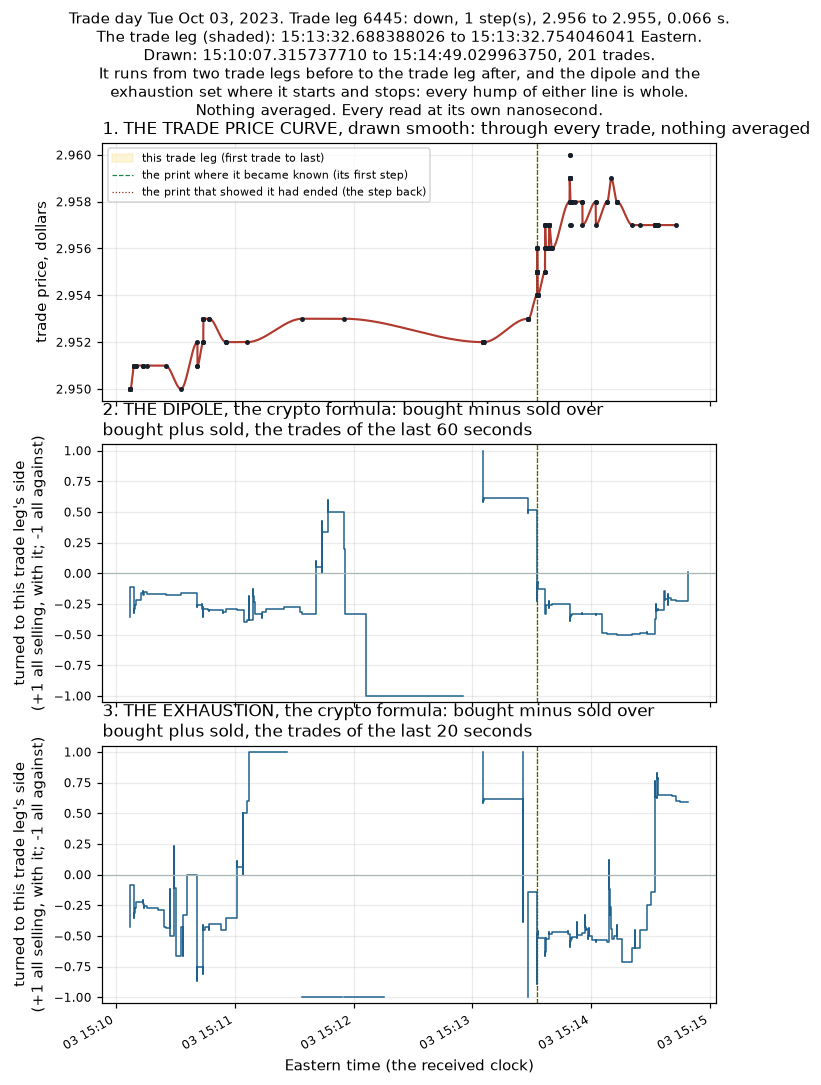 Trade day Tue Oct 03, 2023. Trade leg 6445: down, 1 step(s), 2.956 to 2.955, 0.066 s.
The trade leg (shaded): 15:13:32.688388026 to 15:13:32.754046041 Eastern.
Drawn: 15:10:07.315737710 to 15:14:49.029963750, 201 trades.
It runs from two trade legs before to the trade leg after, and the dipole and the
exhaustion set where it starts and stops: every hump of either line is whole.
Nothing averaged. Every read at its own nanosecond.
1. THE TRADE PRICE CURVE, drawn smooth: through every trade, nothing averaged
this trade leg (first trade to last)
the print where it became known (its first step)
the print that showed it had ended (the step back)
trade price, dollars
2.960
2.958
2.956
2.954
2.952
2.950
2. THE DIPOLE, the crypto formula: bought minus sold over
bought plus sold, the trades of the last 60 seconds
turned to this trade leg's side
(+1 all selling, with it; -1 all against)
1.00
0.75
0.50
0.25
0.00
−0.25
−0.50
−0.75
−1.00
3. THE EXHAUSTION, the crypto formula: bought minus sold over
bought plus sold, the trades of the last 20 seconds
turned to this trade leg's side
(+1 all selling, with it; -1 all against)
1.00
0.75
0.50
0.25
0.00
−0.25
−0.50
−0.75
−1.00
03 15:10
03 15:11
03 15:12
03 15:13
03 15:14
03 15:15
Eastern time (the received clock)